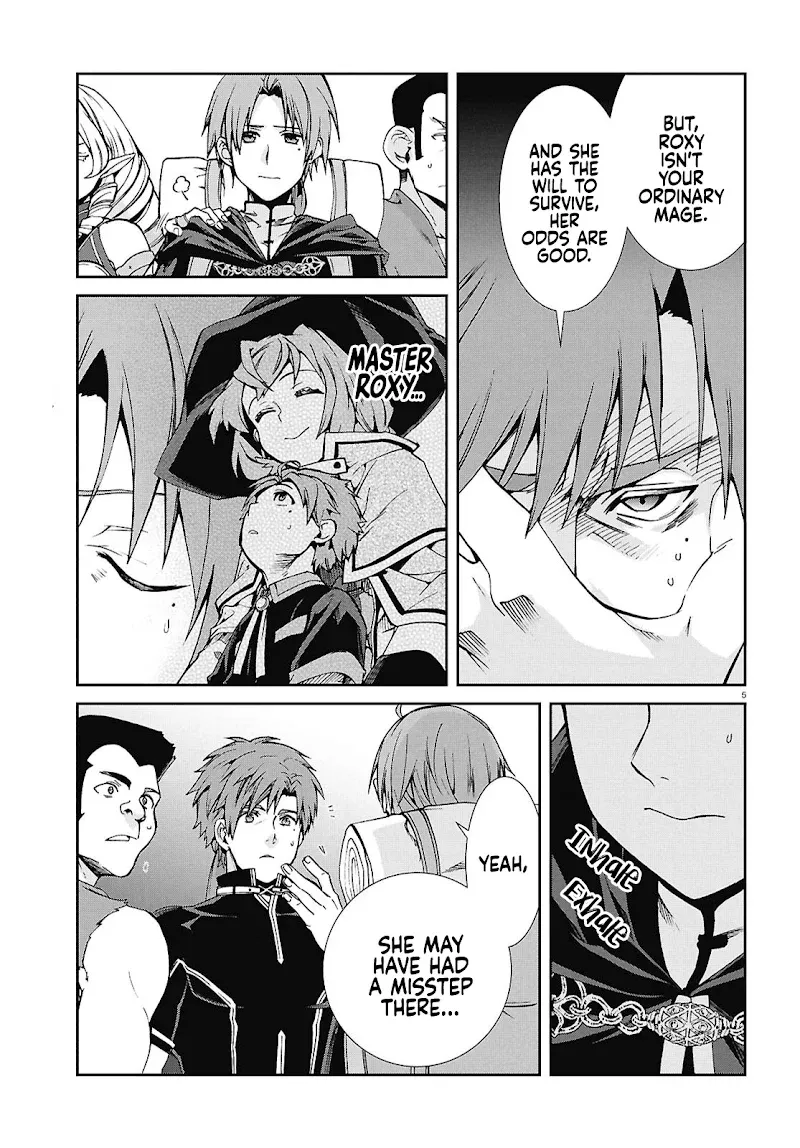 BUT,
ROXY
ISN'T
YOUR
ORDINARY
MAGE.
AND SHE
HAS THE
WILL TO
SURVIVE,
HER
ODDS ARE
GOOD.
MASTER
ROXY...
5
INHALE
EXHALE
YEAH,
SHE MAY
HAVE HAD
A MISSTEP
THERE...